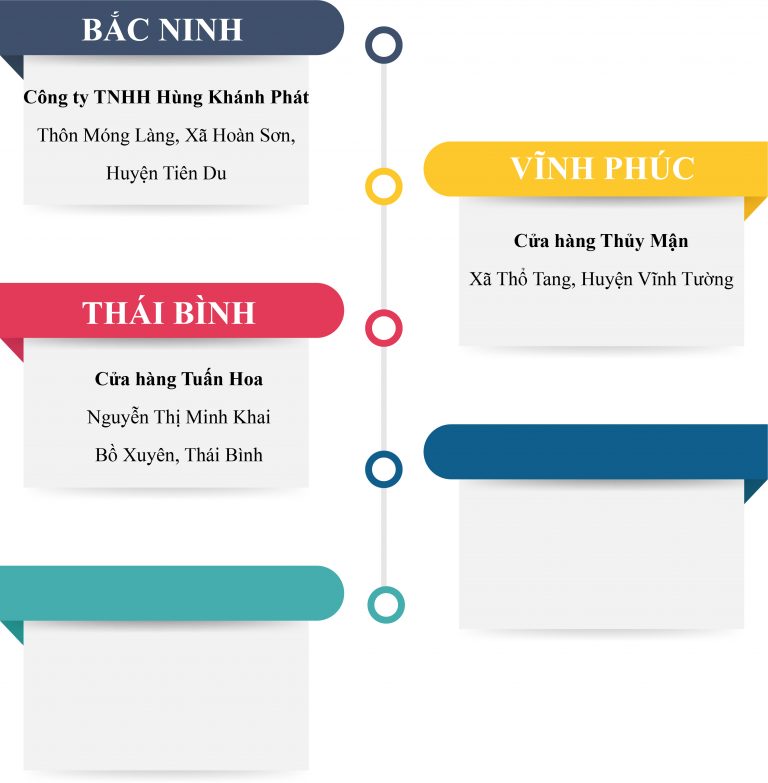 BẮC NINH
Công ty TNHH Hùng Khánh Phát
Thôn Móng Làng, Xã Hoàn Sơn,
Huyện Tiên Du
VĨNH PHÚC
Cửa hàng Thủy Mận
Xã Thổ Tang, Huyện Vĩnh Tường
THÁI BÌNH
Cửa hàng Tuấn Hoa
Nguyễn Thị Minh Khai
Bồ Xuyên, Thái Bình